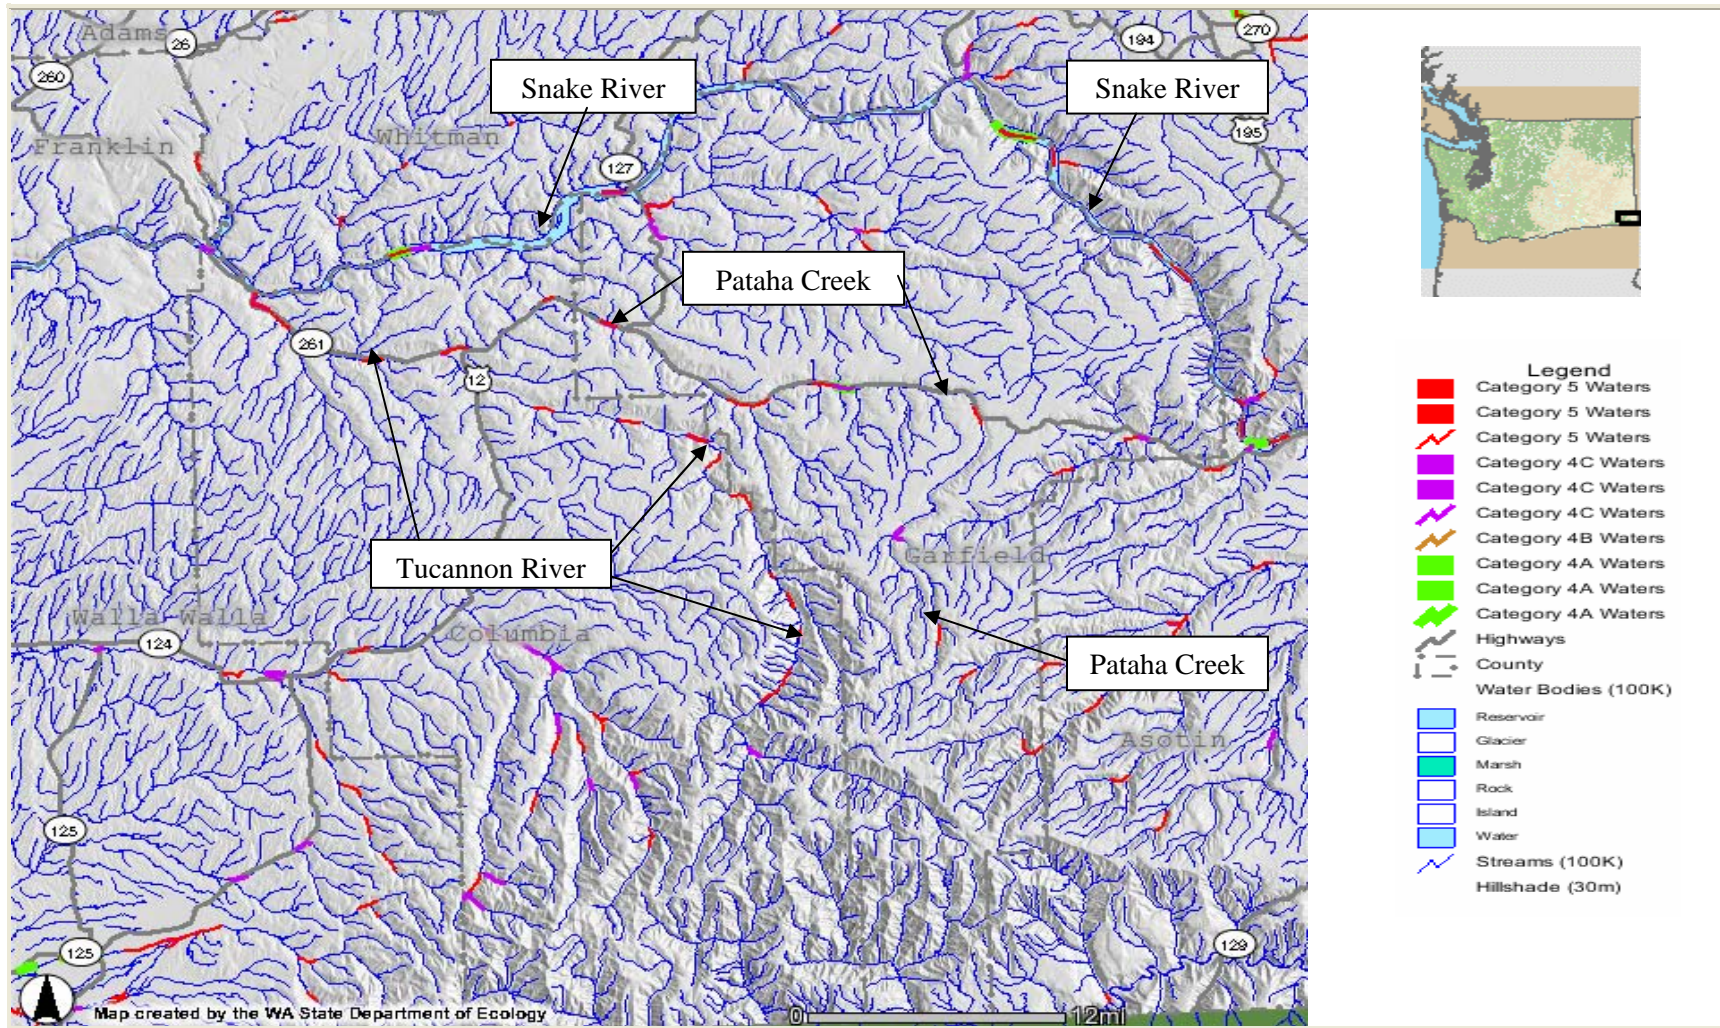 Adams
26
260
194
270
Snake River
Snake River
195
Franklin
Whitman
127
Pataha Creek
261
12
Tucannon River
Garfield
Walla Walla
124
Columbia
Pataha Creek
Asotin
125
125
129
Map created by the WA State Department of Ecology
0
12mi
Legend
Category 5 Waters
Category 5 Waters
Category 5 Waters
Category 4C Waters
Category 4C Waters
Category 4C Waters
Category 4B Waters
Category 4A Waters
Category 4A Waters
Category 4A Waters
Highways
County
Water Bodies (100K)
Reservoir
Glacier
Marsh
Rock
Island
Water
Streams (100K)
Hillshade (30m)